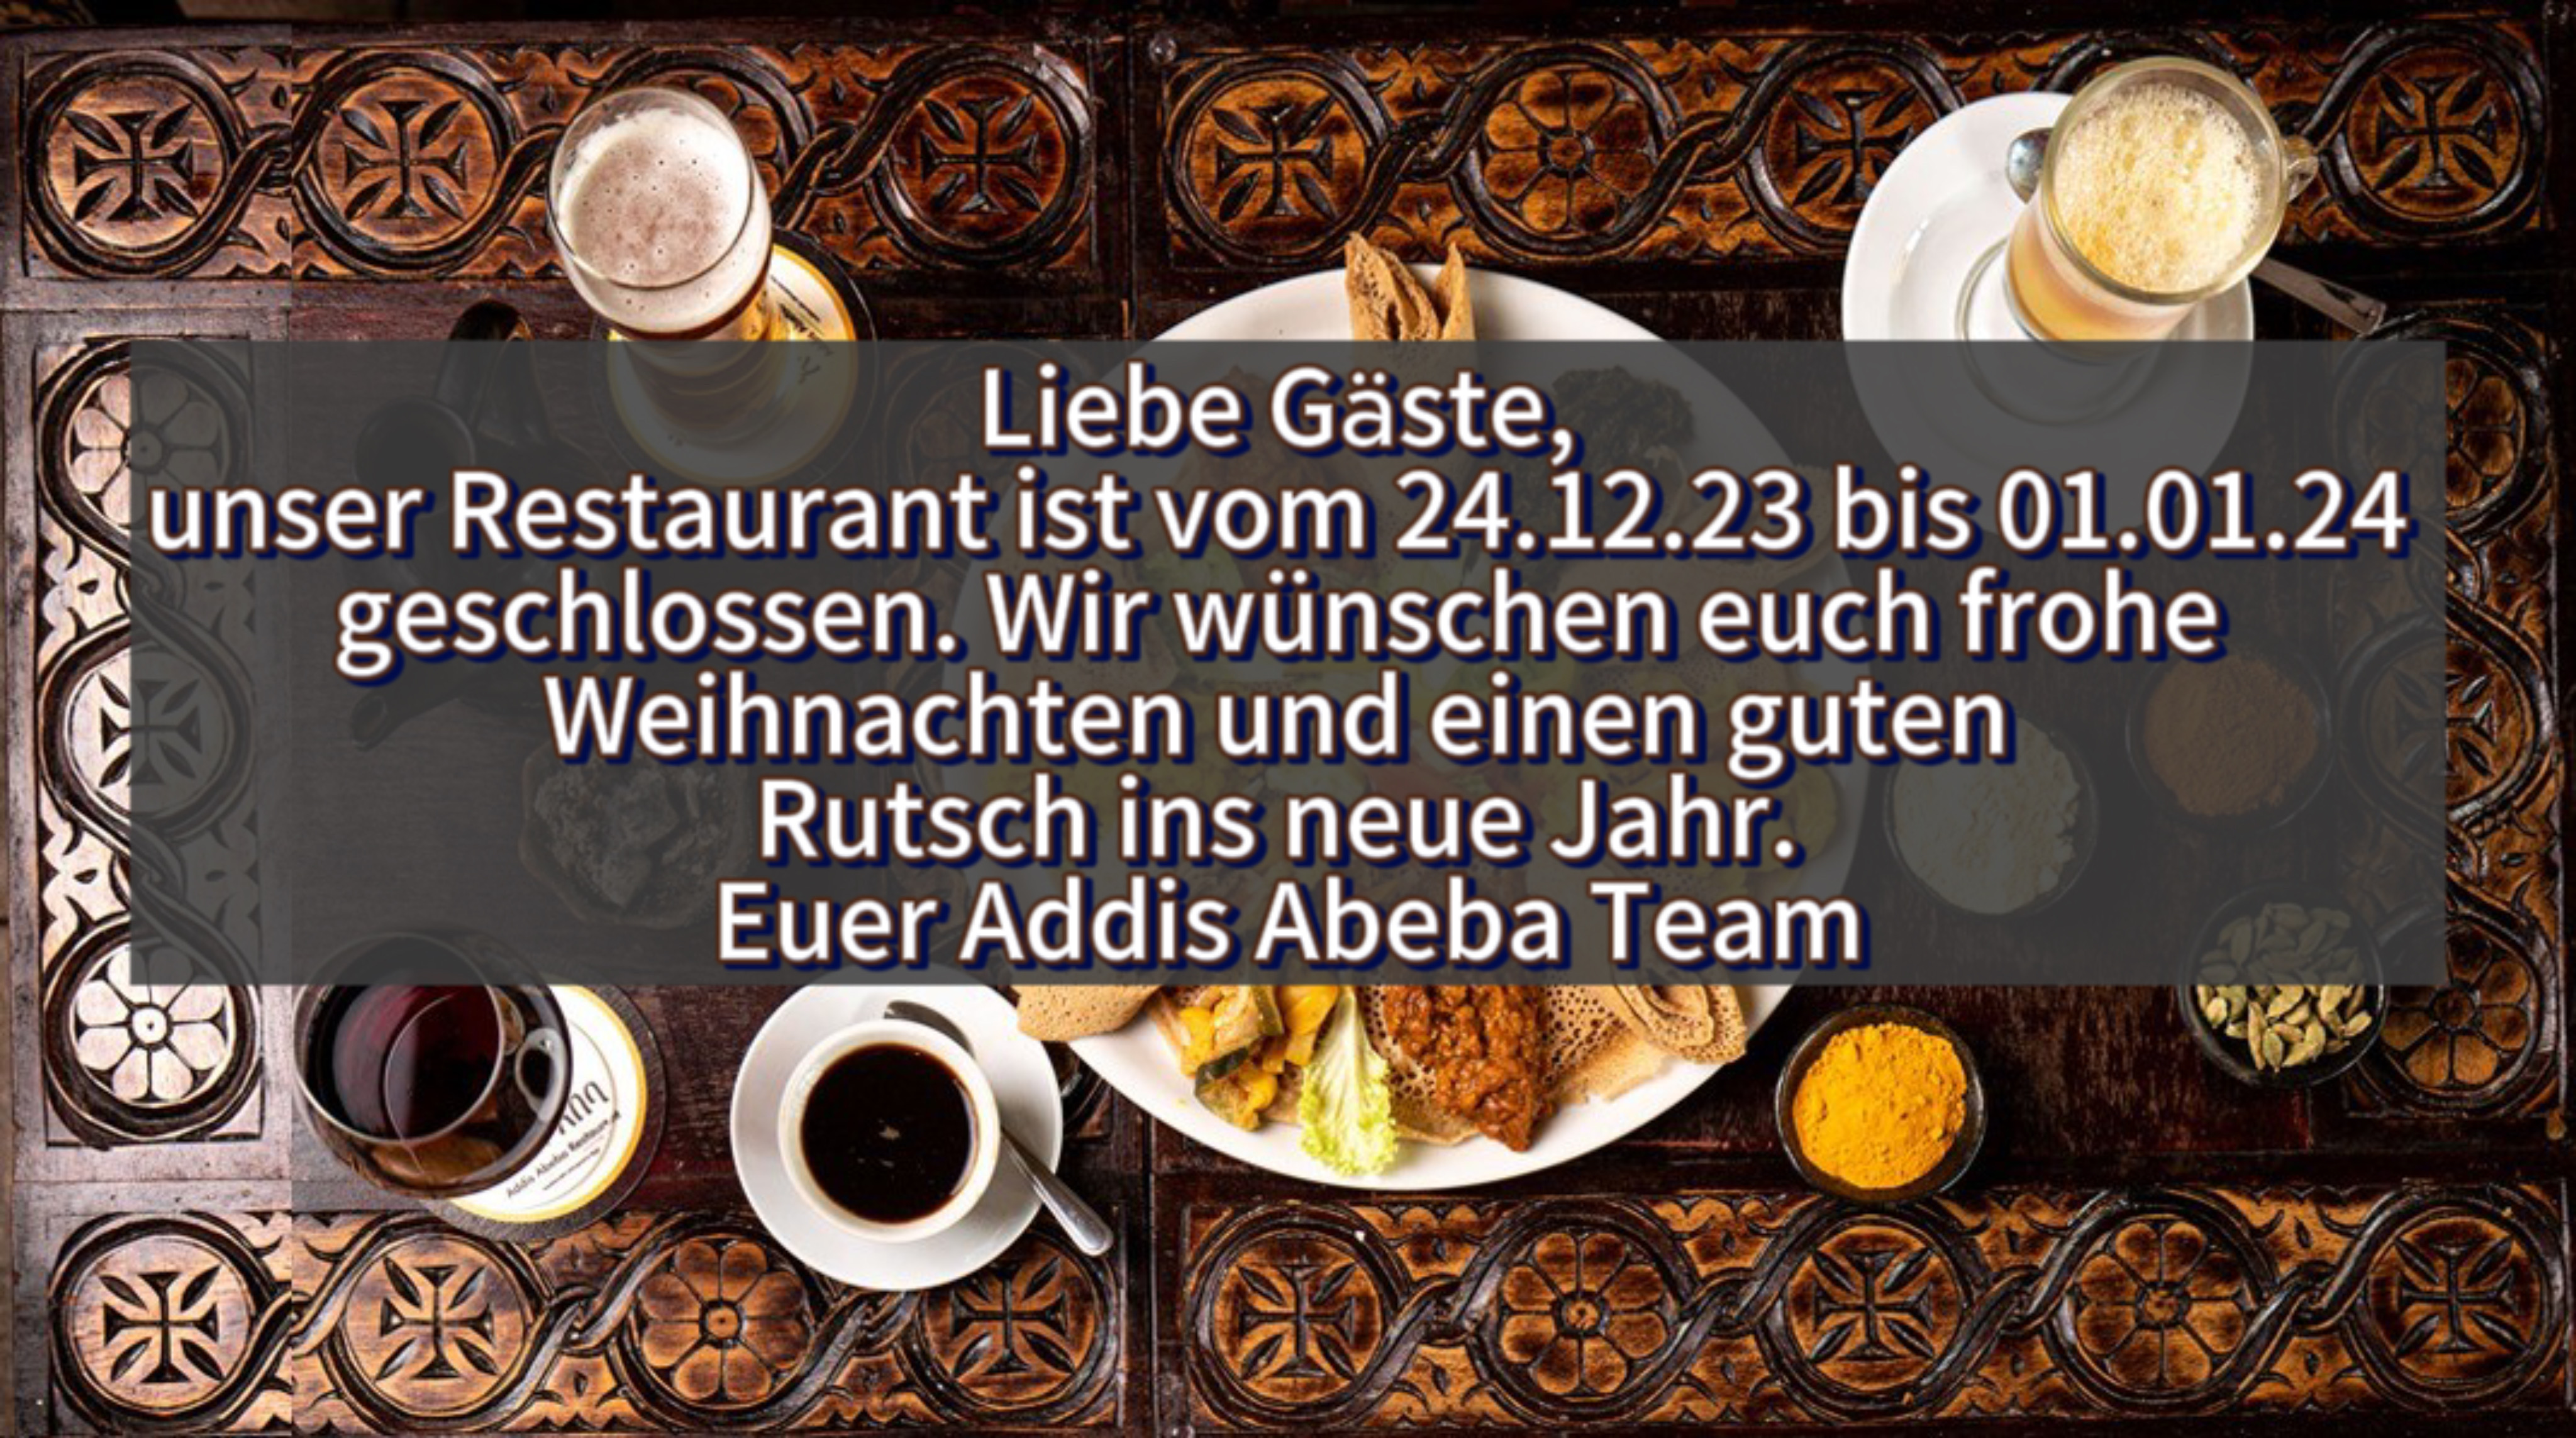 Liebe Gäste,
unser Restaurant ist vom 24.12.23 bis 01.01.24
geschlossen. Wir wünschen euch frohe
Weihnachten und einen guten
Rutsch ins neue Jahr.
Euer Addis Abeba Team
Addis Abeba Restaurant